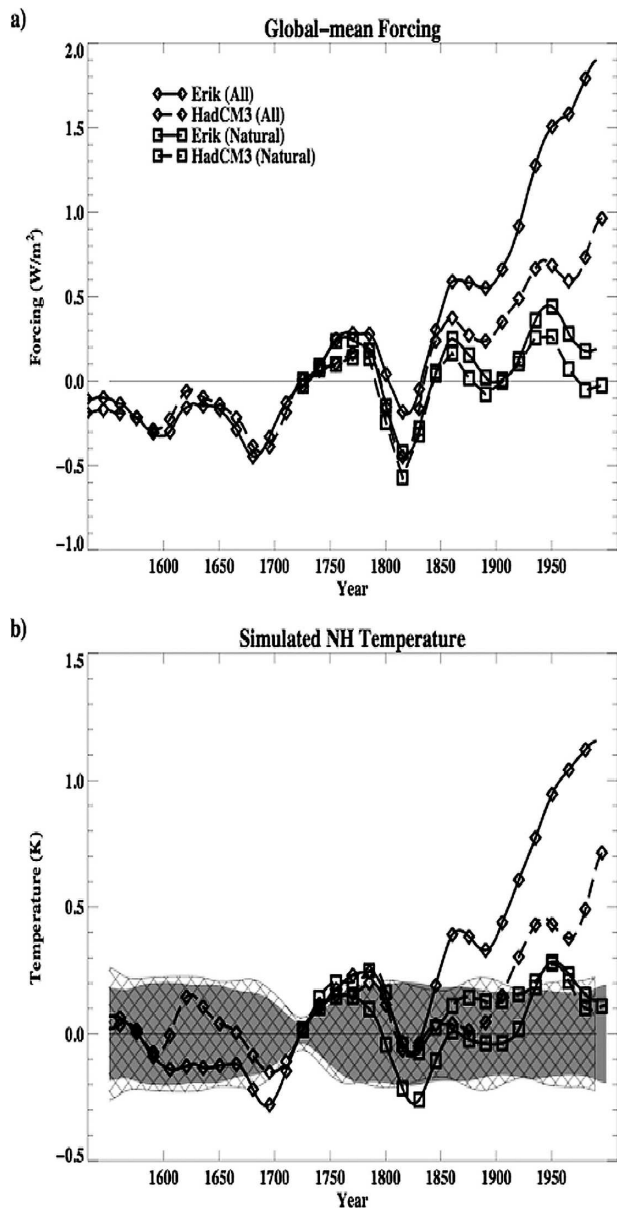 a)
Global-mean Forcing
2.0
1.5
1.0
0.5
0.0
-0.5
-1.0
Forcing (W/m²)
Erik (All)
HadCM3 (All)
Erik (Natural)
HadCM3 (Natural)
1600 1650 1700 1750 1800 1850 1900 1950
Year
b)
Simulated NH Temperature
1.5
1.0
0.5
0.0
-0.5
Temperature (K)
1600 1650 1700 1750 1800 1850 1900 1950
Year